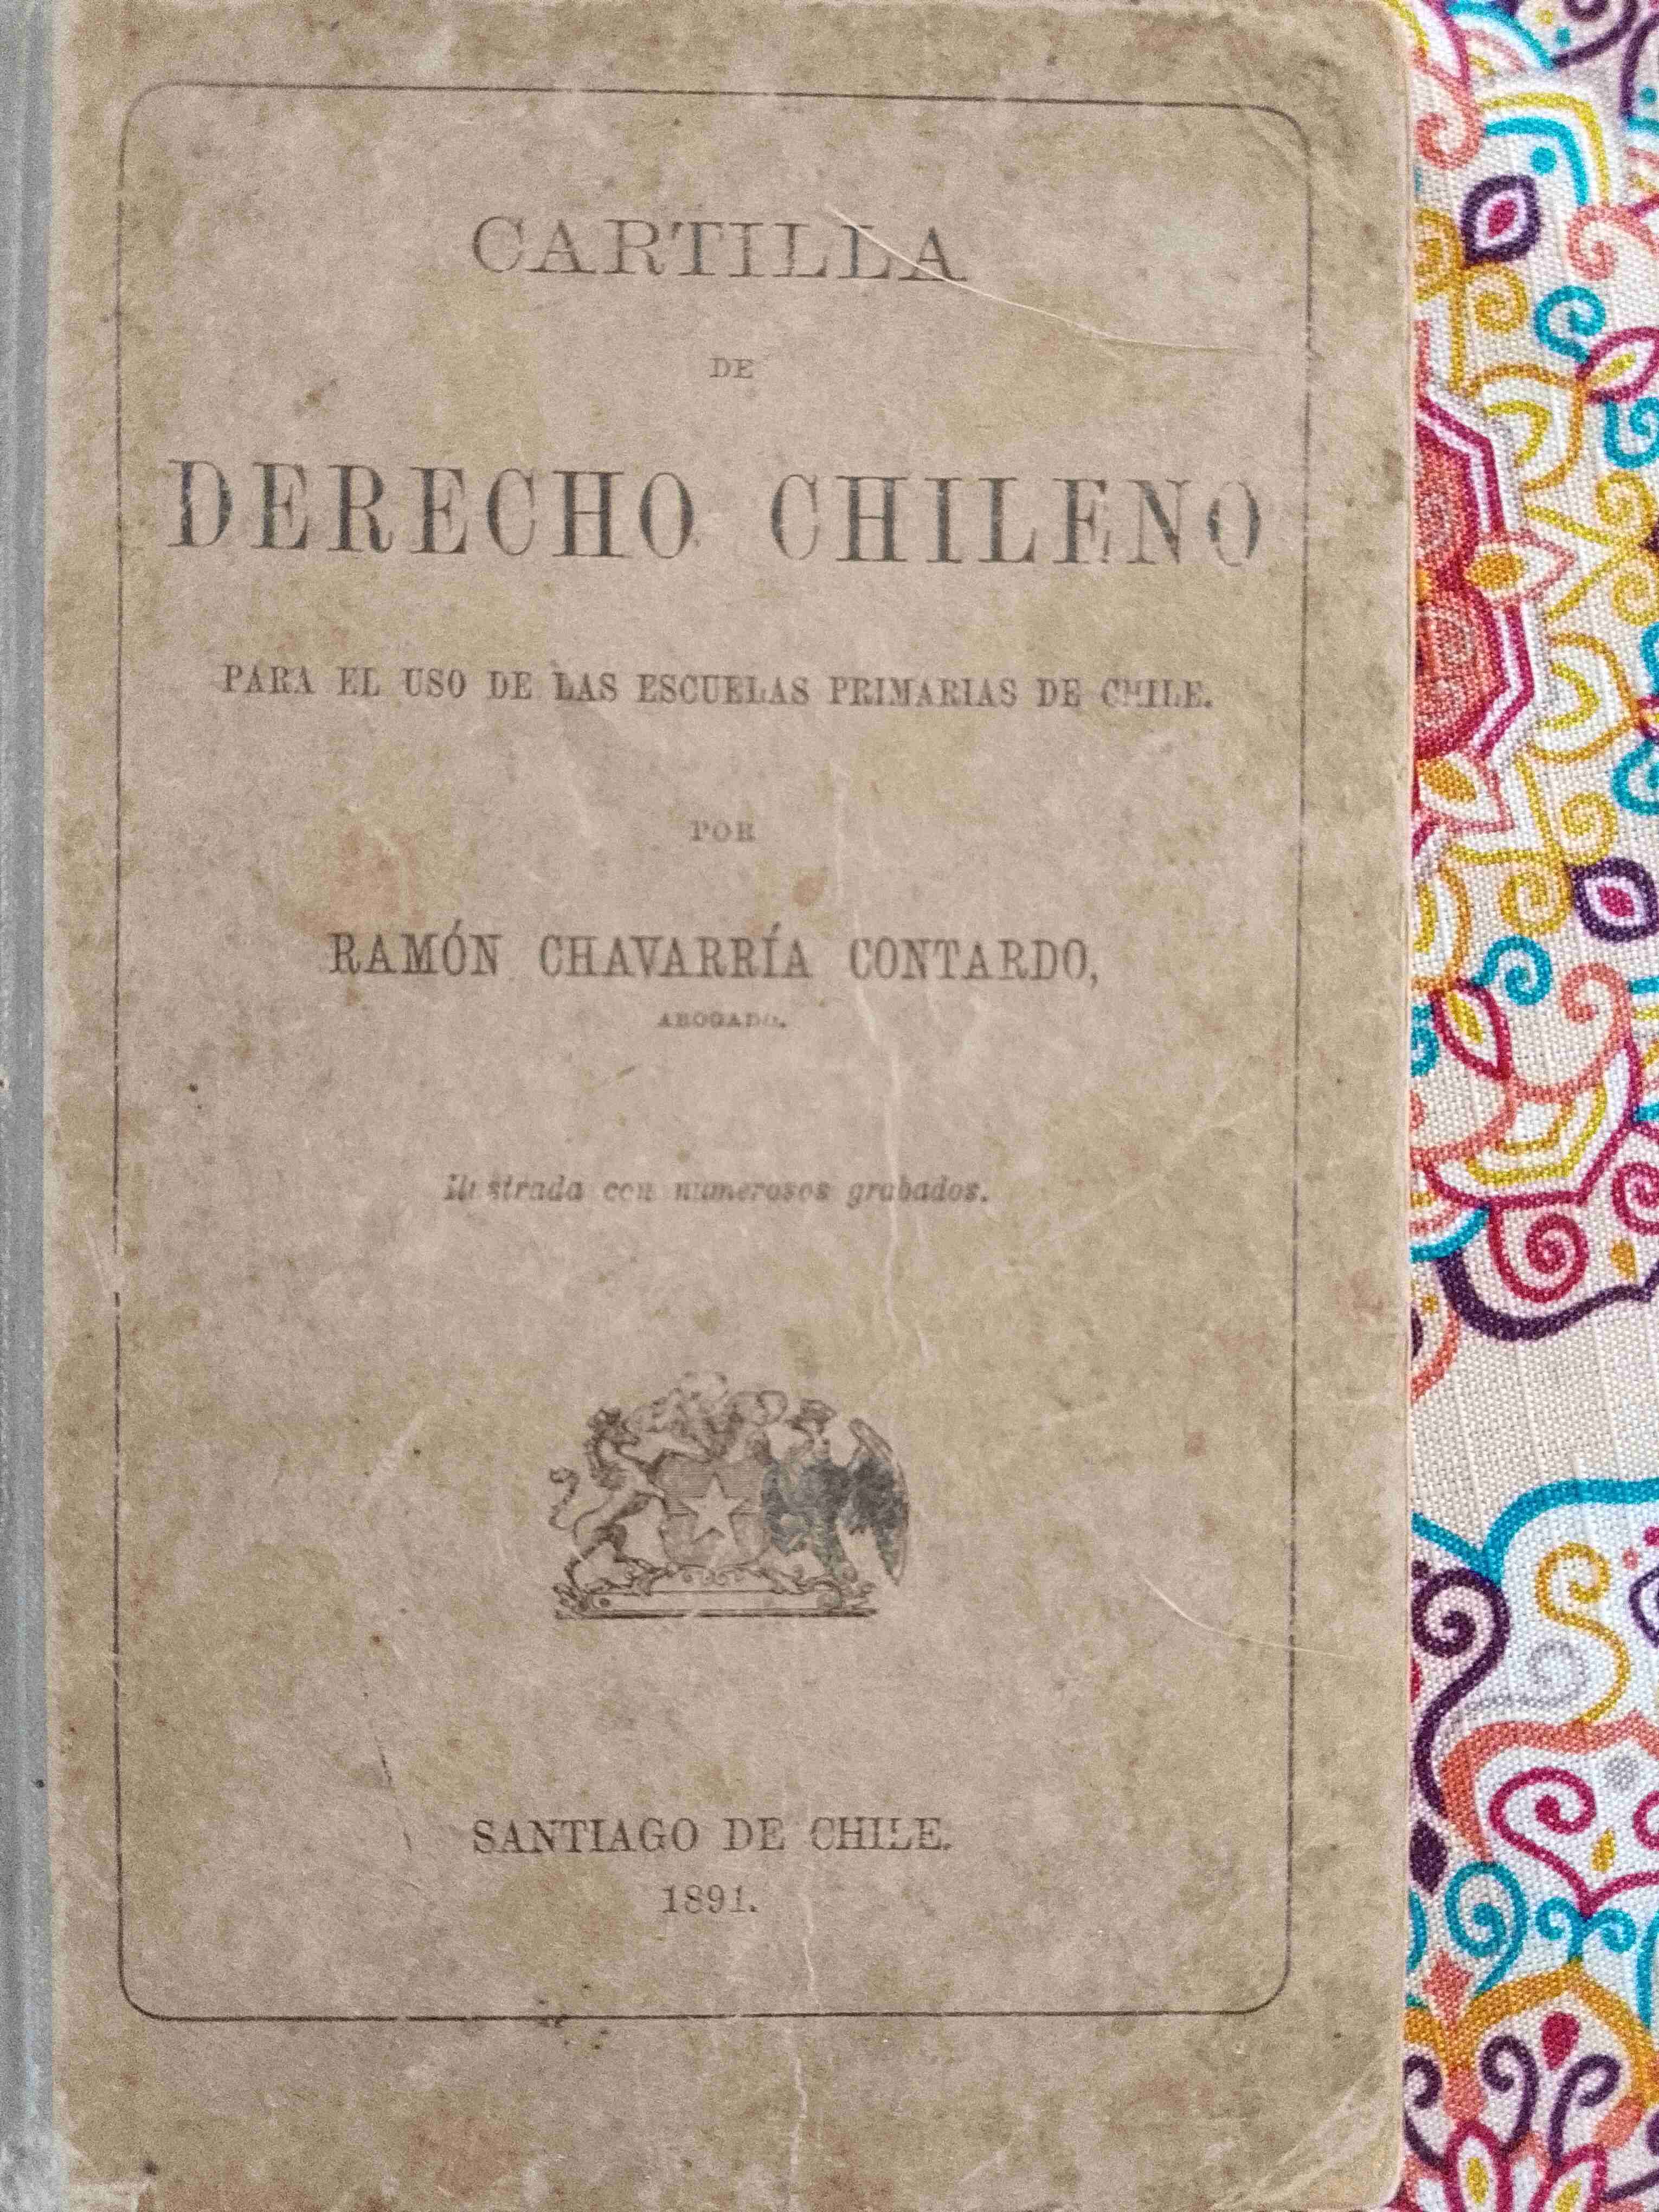 CARTILLA
DE
DERECHO CHILENO
PARA EL USO DE LAS ESCUELAS PRIMARIAS DE CHILE.
POR
RAMÓN CHAVARRÍA CONTARDO,
ABOGADO.
Ilustrada con numerosos grabados.
SANTIAGO DE CHILE.
1891.